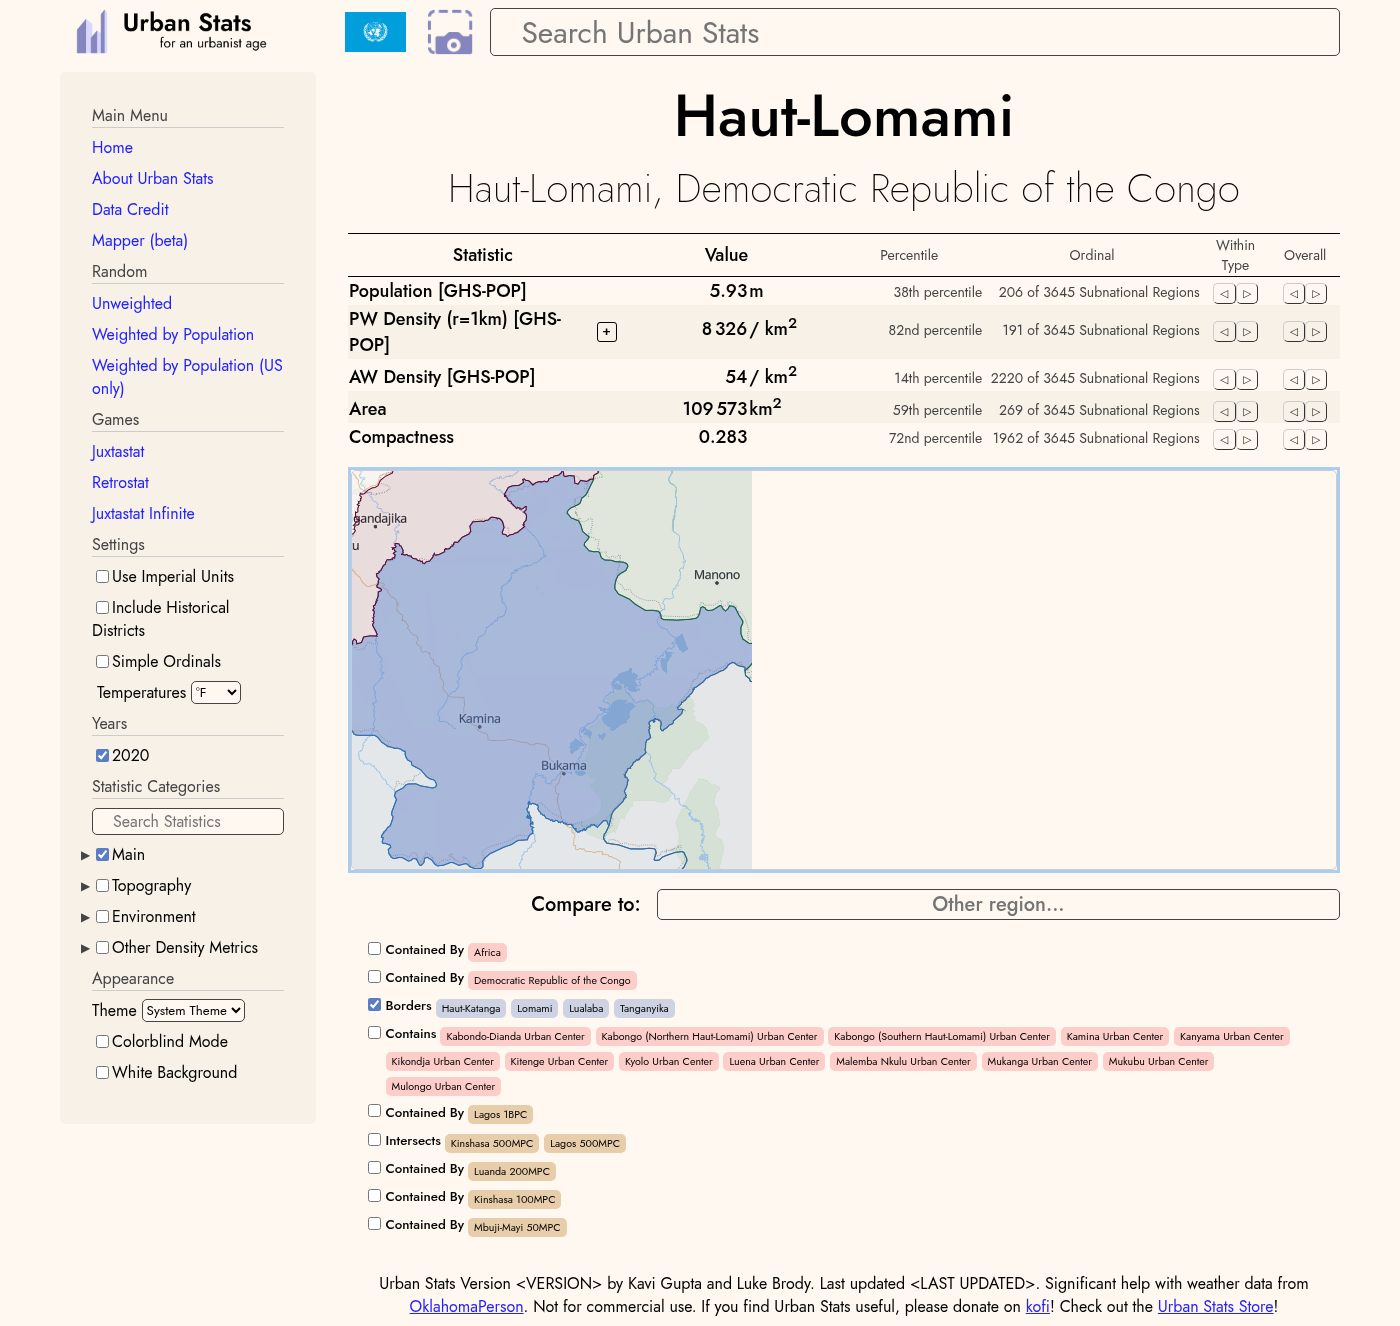 Urban Stats
for an urbanist age
Search Urban Stats
Main Menu
Home
About Urban Stats
Data Credit
Mapper (beta)
Random
Unweighted
Weighted by Population
Weighted by Population (US
only)
Games
Juxtastat
Retrostat
Juxtastat Infinite
Settings
Use Imperial Units
Include Historical
Districts
Simple Ordinals
Temperatures °F
Years
2020
Statistic Categories
Search Statistics
Main
Topography
Environment
Other Density Metrics
Appearance
Theme System Theme
Colorblind Mode
White Background
Haut-Lomami
Haut-Lomami, Democratic Republic of the Congo
Statistic Value Percentile Ordinal Within Type Overall
Population [GHS-POP] 5.93 m 38th percentile 206 of 3645 Subnational Regions
PW Density (r=1km) [GHS-POP] + 8 326 / km² 82nd percentile 191 of 3645 Subnational Regions
AW Density [GHS-POP] 54 / km² 14th percentile 2220 of 3645 Subnational Regions
Area 109 573 km² 59th percentile 269 of 3645 Subnational Regions
Compactness 0.283 72nd percentile 1962 of 3645 Subnational Regions
gandajika
u
Manono
Kamina
Bukama
Compare to: Other region...
Contained By Africa
Contained By Democratic Republic of the Congo
Borders Haut-Katanga Lomami Lualaba Tanganyika
Contains Kabondo-Dianda Urban Center Kabongo (Northern Haut-Lomami) Urban Center Kabongo (Southern Haut-Lomami) Urban Center Kamina Urban Center Kanyama Urban Center
Kikondja Urban Center Kitenge Urban Center Kyolo Urban Center Luena Urban Center Malemba Nkulu Urban Center Mukanga Urban Center Mukubu Urban Center
Mulongo Urban Center
Contained By Lagos 1BPC
Intersects Kinshasa 500MPC Lagos 500MPC
Contained By Luanda 200MPC
Contained By Kinshasa 100MPC
Contained By Mbuji-Mayi 50MPC
Urban Stats Version <VERSION> by Kavi Gupta and Luke Brody. Last updated <LAST UPDATED>. Significant help with weather data from
OklahomaPerson. Not for commercial use. If you find Urban Stats useful, please donate on kofi! Check out the Urban Stats Store!